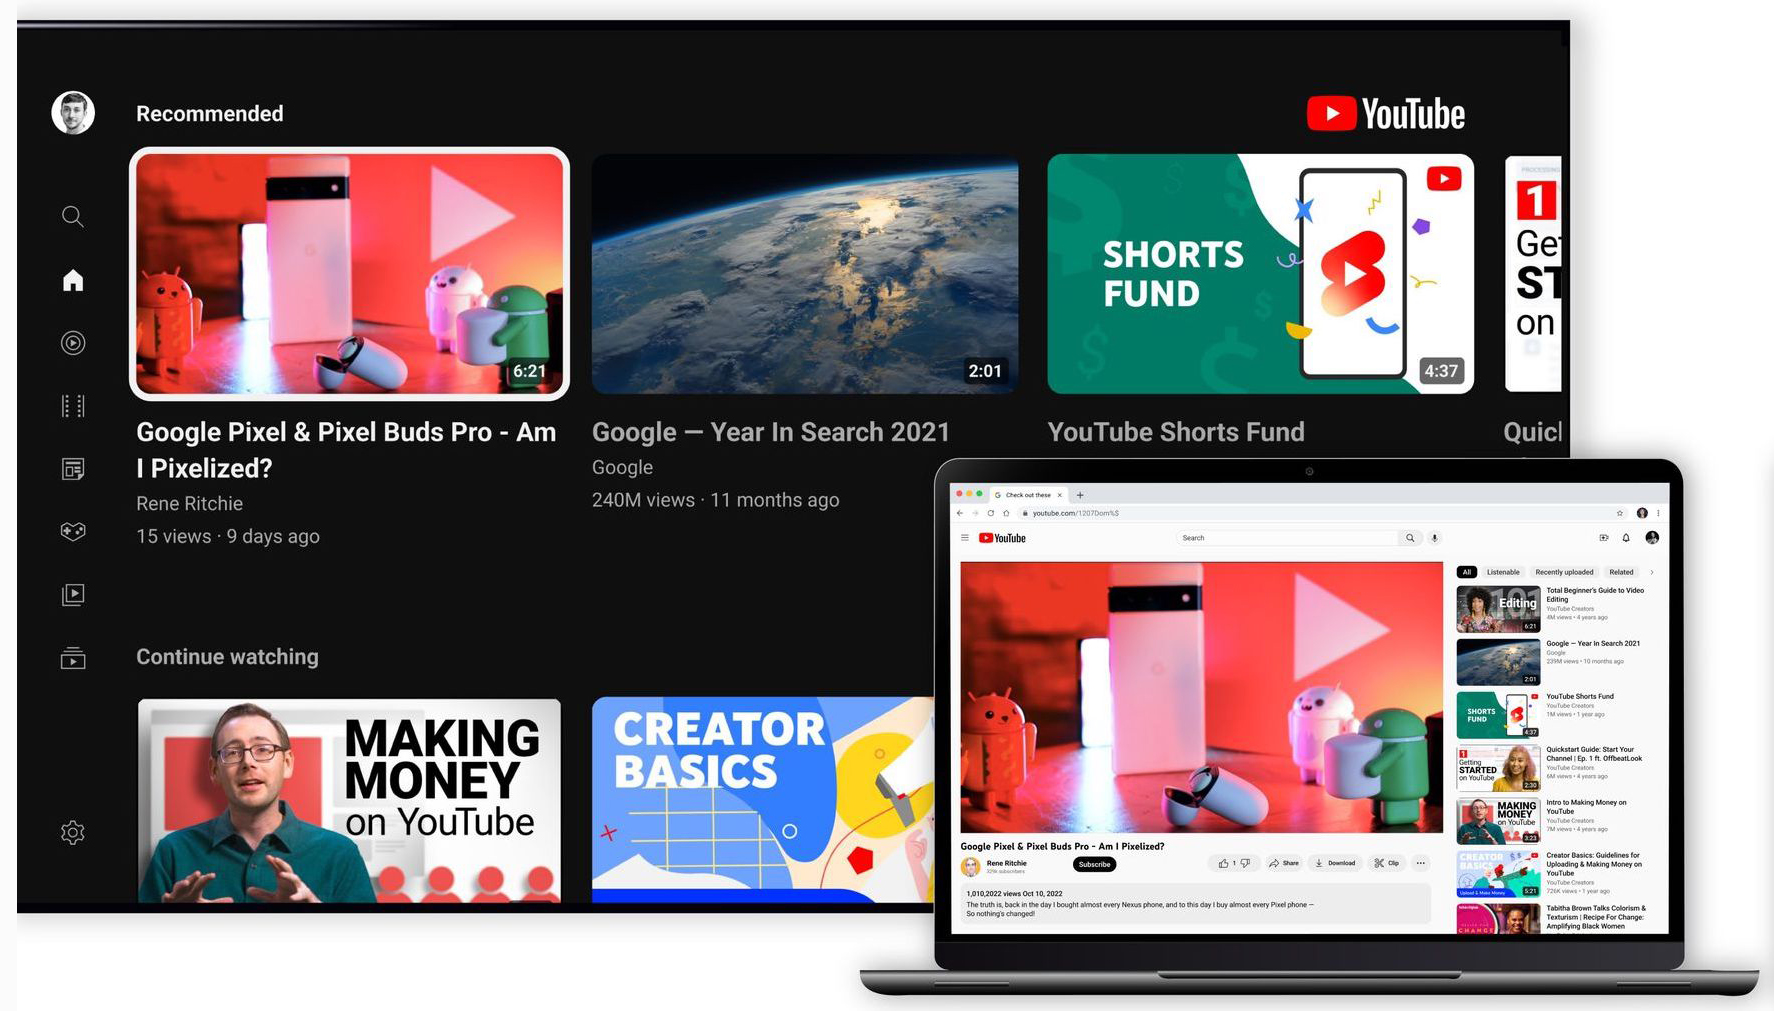 Recommended
YouTube
6:21
2:01
SHORTS
FUND
4:37
1
ST
on
Google Pixel & Pixel Buds Pro - Am
I Pixelized?
Rene Ritchie
15 views · 9 days ago
Google — Year In Search 2021
Google
240M views · 11 months ago
YouTube Shorts Fund
Continue watching
MAKING
MONEY
on YouTube
CREATOR
BASICS
Check out these
youtube.com/1207Dom%$
YouTube
Search
Google Pixel & Pixel Buds Pro - Am I Pixelized?
Rene Ritchie
329k subscribers
Subscribe
1
Share
Download
Clip
1,010,2022 views Oct 10, 2022
The truth is, back in the day I bought almost every Nexus phone, and to this day I buy almost every Pixel phone —
So nothing's changed!
All
Listenable
Recently uploaded
Related
101
Editing
6:21
Total Beginner's Guide to Video
Editing
YouTube Creators
4M views • 4 years ago
2:01
Google — Year In Search 2021
Google
239M views • 10 months ago
SHORTS
FUND
4:37
YouTube Shorts Fund
YouTube Creators
1M views • 1 year ago
1
Getting
STARTED
on YouTube
2:30
Quickstart Guide: Start Your
Channel | Ep. 1 ft. OffbeatLook
YouTube Creators
6M views • 4 years ago
MAKING
MONEY
on YouTube
3:23
Intro to Making Money on
YouTube
YouTube Creators
7M views • 4 years ago
CREATOR
BASICS
Upload & Make Money
5:21
Creator Basics: Guidelines for
Uploading & Making Money on
YouTube
YouTube Creators
726K views • 1 year ago
CHANGE
Tabitha Brown Talks Colorism &
Texturism | Recipe For Change:
Amplifying Black Women